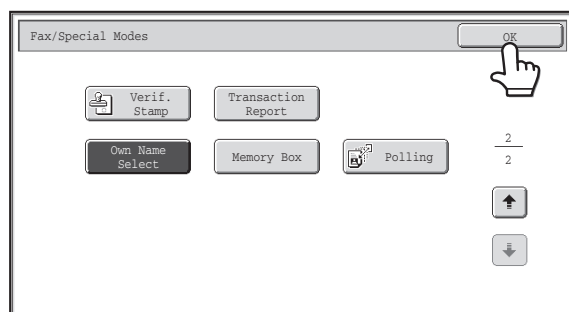 Fax/Special Modes
OK
Verif.
Stamp
Transaction
Report
Own Name
Select
Memory Box
Polling
2
2